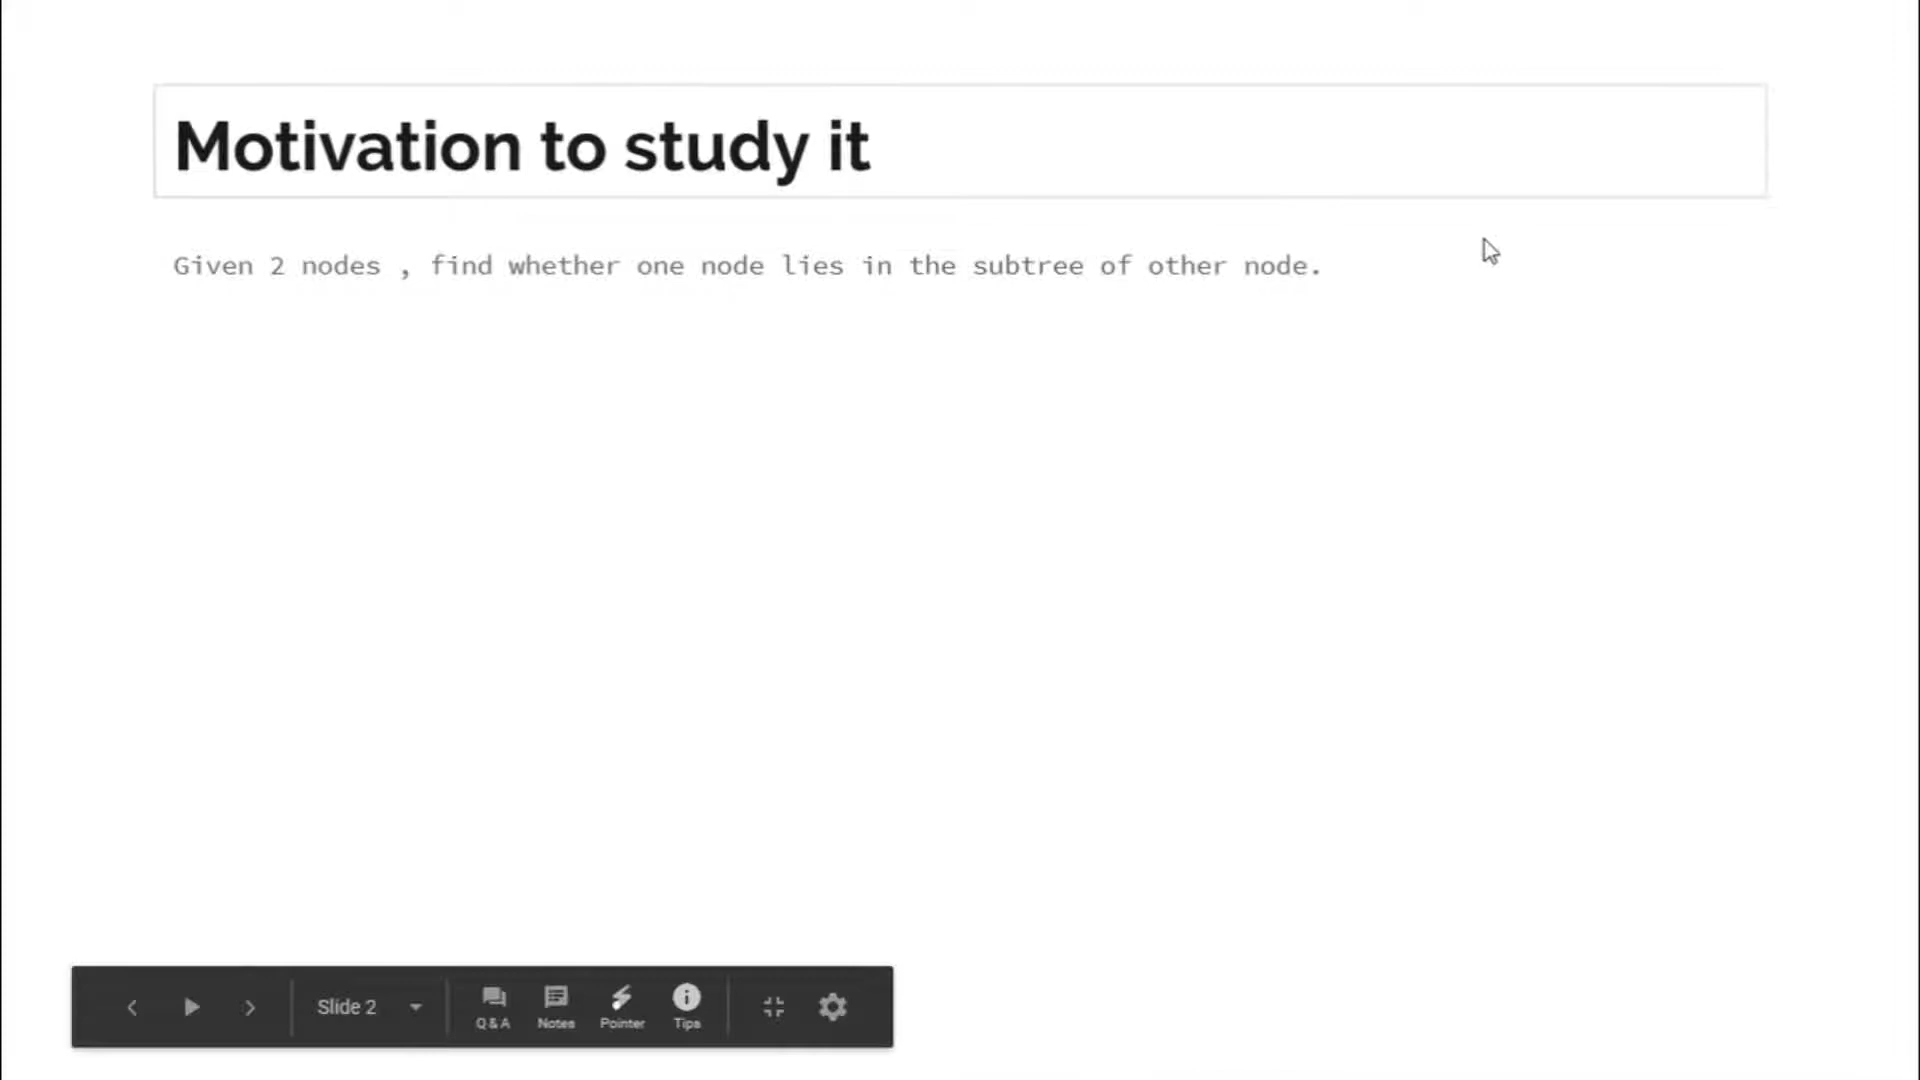 Motivation to study it
Given 2 nodes , find whether one node lies in the subtree of other node.
Slide 2
Q & A
Notes
Pointer
Tips